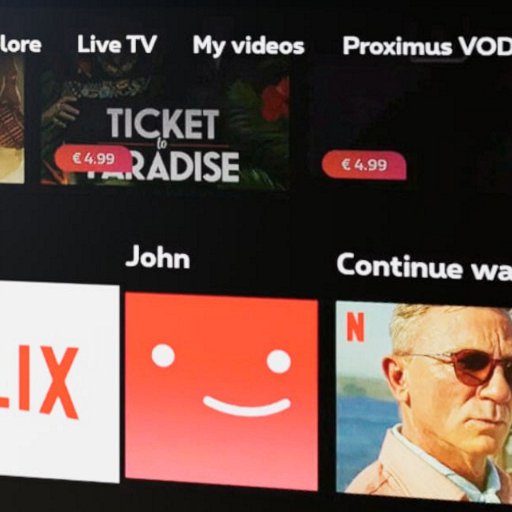 lore Live TV My videos Proximus VOD
TICKET
to
€ 4.99 PARADISE
€ 4.99
John
Continue wa
LIX
N